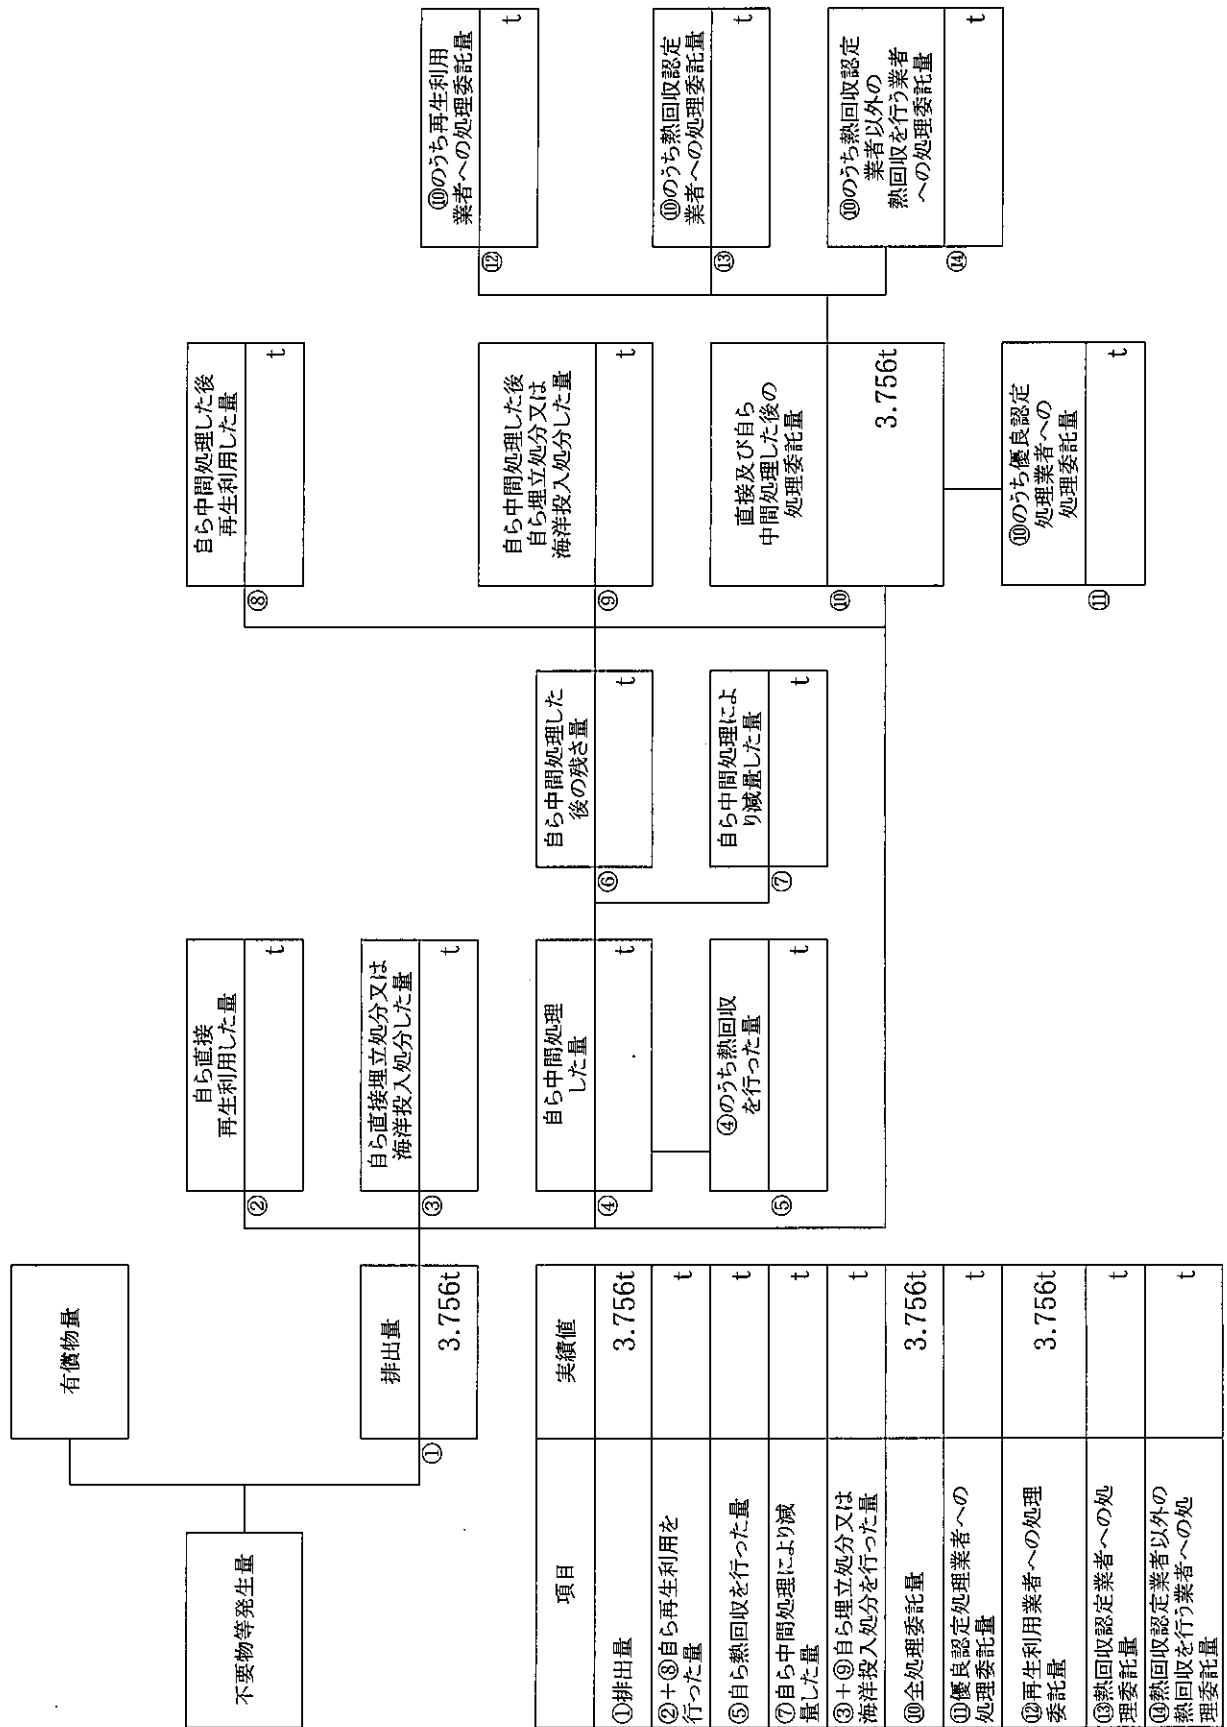 不要物等発生量
有償物量
排出量
①
3.756t
自ら直接
再生利用した量
②
t
自ら直接埋立処分又は
海洋投入処分した量
③
t
自ら中間処理
した量
④
t
④のうち熱回収
を行った量
⑤
t
自ら中間処理した
後の残さ量
⑥
t
自ら中間処理によ
り減量した量
⑦
t
自ら中間処理した後
再生利用した量
⑧
t
自ら中間処理した後
自ら埋立処分又は
海洋投入処分した量
⑨
t
直接及び自ら
中間処理した後の
処理委託量
⑩
3.756t
⑩のうち優良認定
処理業者への
処理委託量
⑪
t
⑩のうち再生利用
業者への処理委託量
⑫
t
⑩のうち熱回収認定
業者への処理委託量
⑬
t
⑩のうち熱回収認定
業者以外の
熱回収を行う業者
への処理委託量
⑭
t
項目
実績値
①排出量
3.756t
②+⑧自ら再生利用を
行った量
t
⑤自ら熱回収を行った量
t
⑦自ら中間処理により減
量した量
t
③+⑨自ら埋立処分又は
海洋投入処分を行った量
t
⑩全処理委託量
3.756t
⑪優良認定処理業者への
処理委託量
t
⑫再生利用業者への処理
委託量
3.756t
⑬熱回収認定業者への処
理委託量
t
⑭熱回収認定業者以外の
熱回収を行う業者への処
理委託量
t